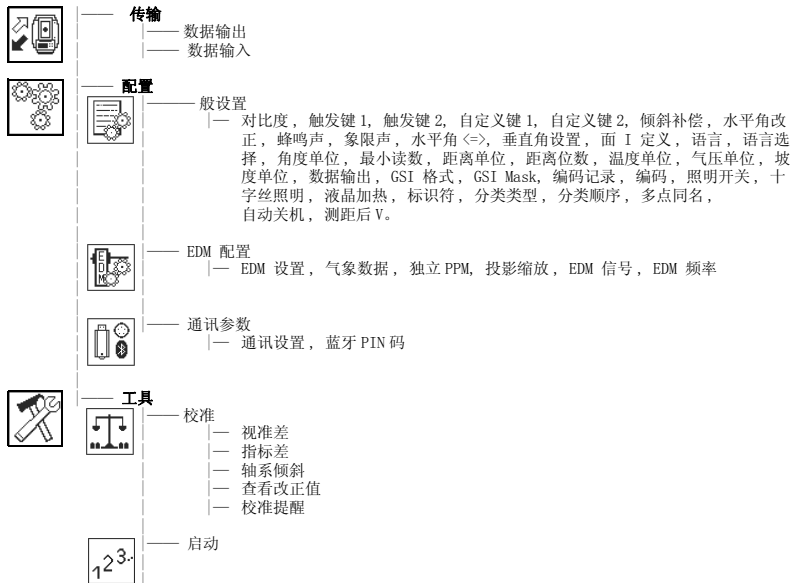 传输
数据输出
数据输入
配置
般设置
对比度, 触发键 1, 触发键 2, 自定义键 1, 自定义键 2, 倾斜补偿, 水平角改
正, 蜂鸣声, 象限声, 水平角 <=>, 垂直角设置, 面 I 定义, 语言, 语言选
择, 角度单位, 最小读数, 距离单位, 距离位数, 温度单位, 气压单位, 坡
度单位, 数据输出, GSI 格式, GSI Mask, 编码记录, 编码, 照明开关, 十
字丝照明, 液晶加热, 标识符, 分类类型, 分类顺序, 多点同名,
自动关机, 测距后 V。
EDM
EDM 配置
EDM 设置, 气象数据, 独立 PPM, 投影缩放, EDM 信号, EDM 频率
通讯参数
通讯设置, 蓝牙 PIN 码
工具
校准
视准差
指标差
轴系倾斜
查看改正值
校准提醒
启动
123